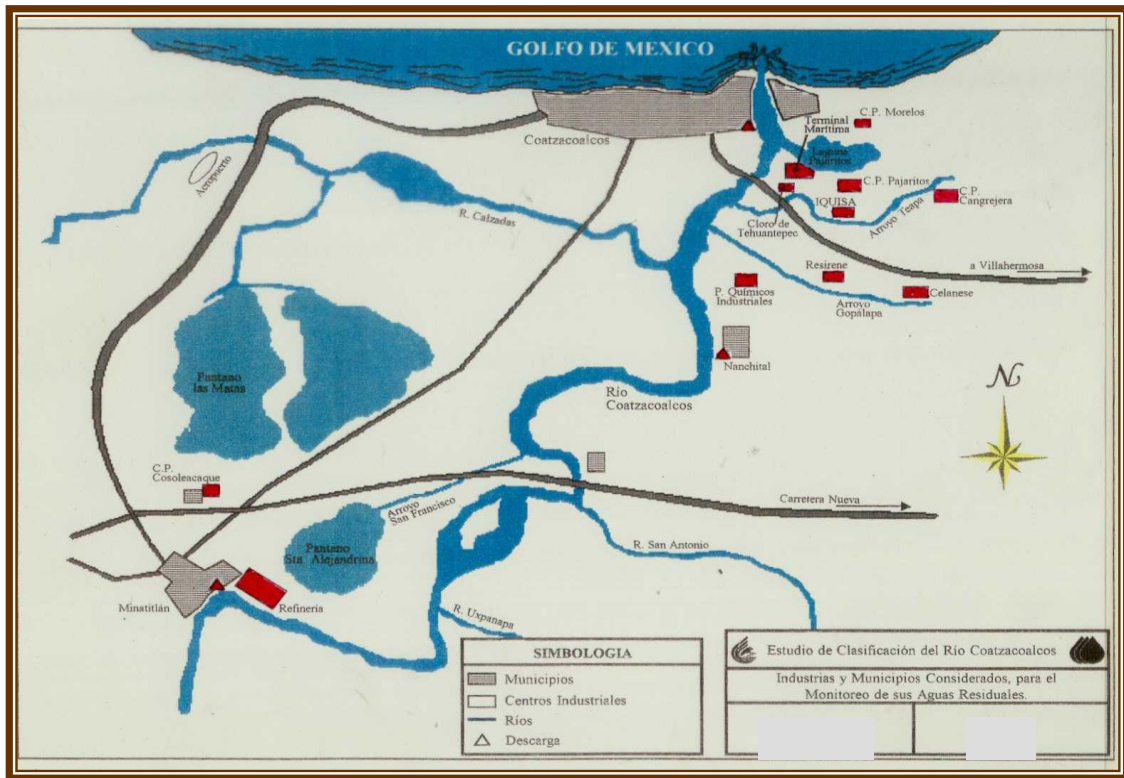 GOLFO DE MEXICO
Coatzacoalcos
Terminal
Marítima
C.P. Morelos
Laguna
Pajaritos
Aeropuerto
R. Calzadas
C.P. Pajaritos
C.P.
Cangrejera
IQUISA
Arroyo Teapa
Cloro de
Tehuantepec
a Villahermosa
Resirene
P. Químicos
Industriales
Arroyo
Gopalapa
Celanese
Nanchital
Pantano
las Matas
Río
Coatzacoalcos
N
C.P.
Cosoleacaque
Arroyo
San Francisco
Carretera Nueva
Pantano
Sta. Alejandrina
R. San Antonio
Minatitlán
Refinería
R. Uxpanapa
SIMBOLOGIA
Municipios
Centros Industriales
Ríos
Descarga
Estudio de Clasificación del Río Coatzacoalcos
Industrias y Municipios Considerados, para el
Monitoreo de sus Aguas Residuales.